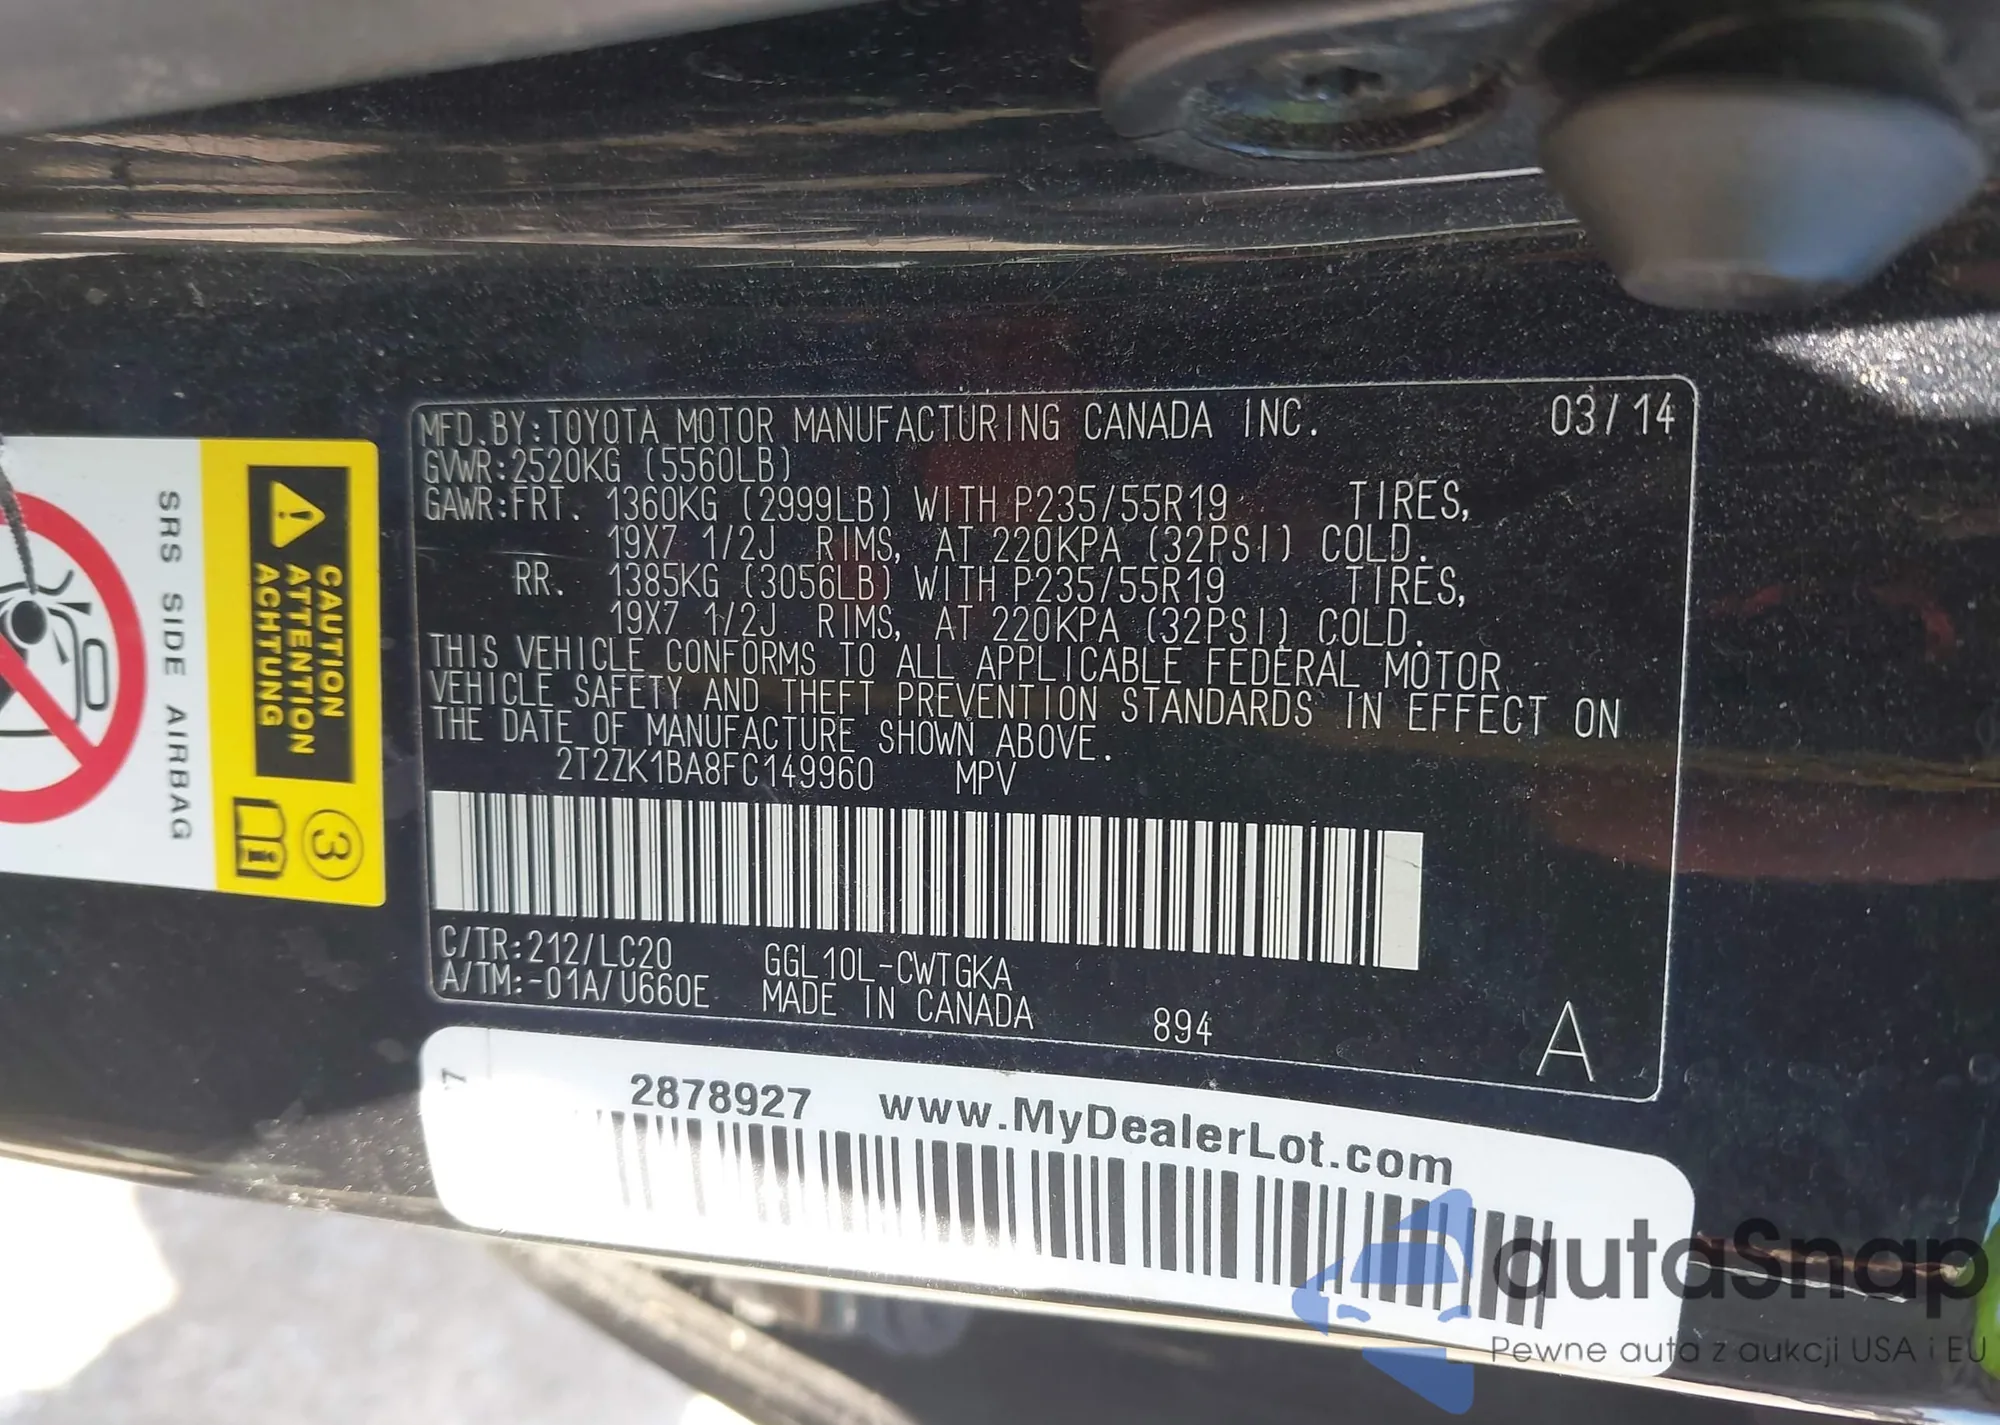 MFD.BY:TOYOTA MOTOR MANUFACTURING CANADA INC. 03/14
GVWR:2520KG (5560LB)
GAWR:FRT. 1360KG (2999LB) WITH P235/55R19 TIRES,
19X7 1/2J RIMS, AT 220KPA (32PSI) COLD.
RR. 1385KG (3056LB) WITH P235/55R19 TIRES,
19X7 1/2J RIMS, AT 220KPA (32PSI) COLD.
THIS VEHICLE CONFORMS TO ALL APPLICABLE FEDERAL MOTOR
VEHICLE SAFETY AND THEFT PREVENTION STANDARDS IN EFFECT ON
THE DATE OF MANUFACTURE SHOWN ABOVE.
2T2ZK1BA8FC149960 MPV
C/TR:212/LC20 GGL10L-CWTGKA
A/TM:-01A/U660E MADE IN CANADA 894 A
CAUTION
ATTENTION
ACHTUNG
3
SRS SIDE AIRBAG
Z
2878927 www.MyDealerLot.com
autaSnap
Pewne auta z aukcji USA i EU